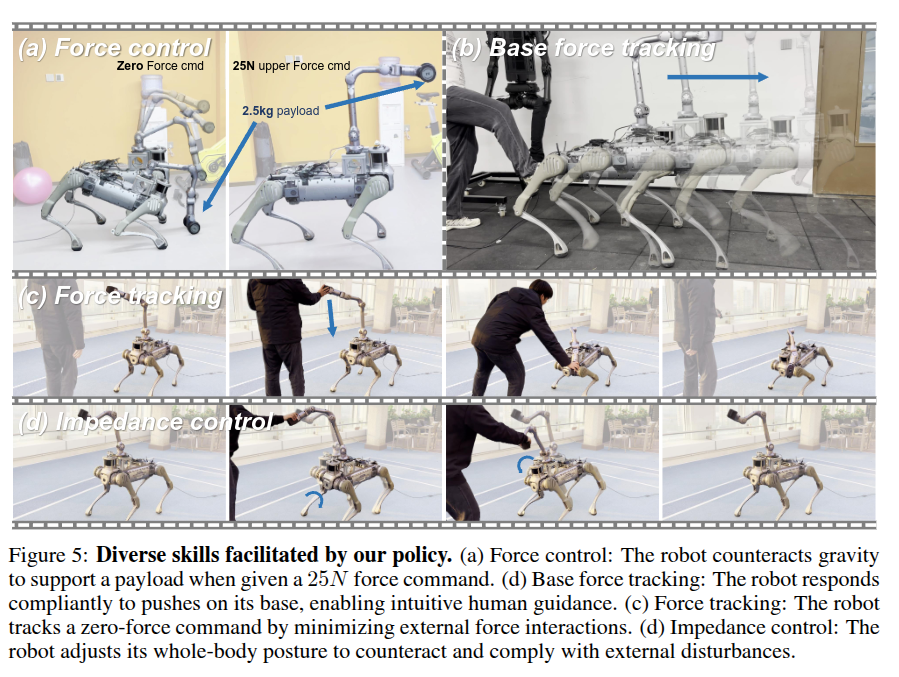 (a) Force control
Zero Force cmd
25N upper Force cmd
2.5kg payload
(b) Base force tracking
(c) Force tracking
(d) Impedance control
Figure 5: Diverse skills facilitated by our policy. (a) Force control: The robot counteracts gravity
to support a payload when given a 25N force command. (d) Base force tracking: The robot responds
compliantly to pushes on its base, enabling intuitive human guidance. (c) Force tracking: The robot
tracks a zero-force command by minimizing external force interactions. (d) Impedance control: The
robot adjusts its whole-body posture to counteract and comply with external disturbances.